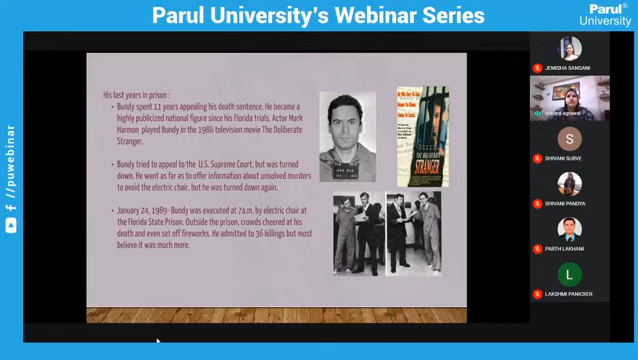 Parul University's Webinar Series
Parul®
University
His last years in prison :
Bundy spent 11 years appealing his death sentence. He became a
highly publicized national figure since his Florida trials. Actor Mark
Harmon played Bundy in the 1986 television movie The Deliberate
Stranger.
Bundy tried to appeal to the U.S. Supreme Court, but was turned
down. He went as far as to offer information about unsolved murders
to avoid the electric chair, but he was turned down again.
January 24, 1989- Bundy was executed at 7a.m. by electric chair at
the Florida State Prison. Outside the prison, crowds cheered at his
death and even set off fireworks. He admitted to 36 killings but most
believe it was much more.
STRANGER
JEMISHA SANGANI
shivani agrawal
S
SHIVANI SURVE
SHIVANI PANDYA
PARTH LAKHANI
L
LAKSHMI PANICKER
/puwebinar